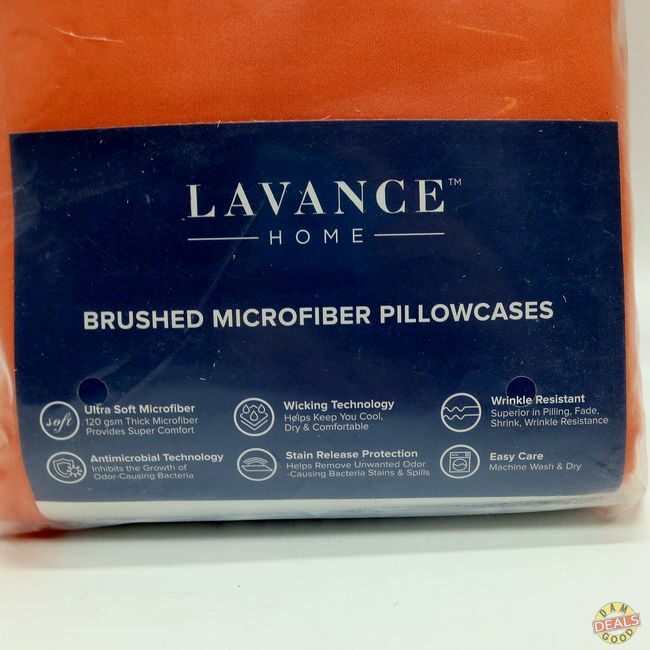 LAVANCE™
HOME
BRUSHED MICROFIBER PILLOWCASES
soft
Ultra Soft Microfiber
120 gsm Thick Microfiber
Provides Super Comfort
Wicking Technology
Helps Keep You Cool,
Dry & Comfortable
Wrinkle Resistant
Superior in Pilling, Fade,
Shrink, Wrinkle Resistance
Antimicrobial Technology
Inhibits the Growth of
Odor-Causing Bacteria
Stain Release Protection
Helps Remove Unwanted Odor
-Causing Bacteria Stains & Spills
Easy Care
Machine Wash & Dry
DAM
DEALS
GOOD